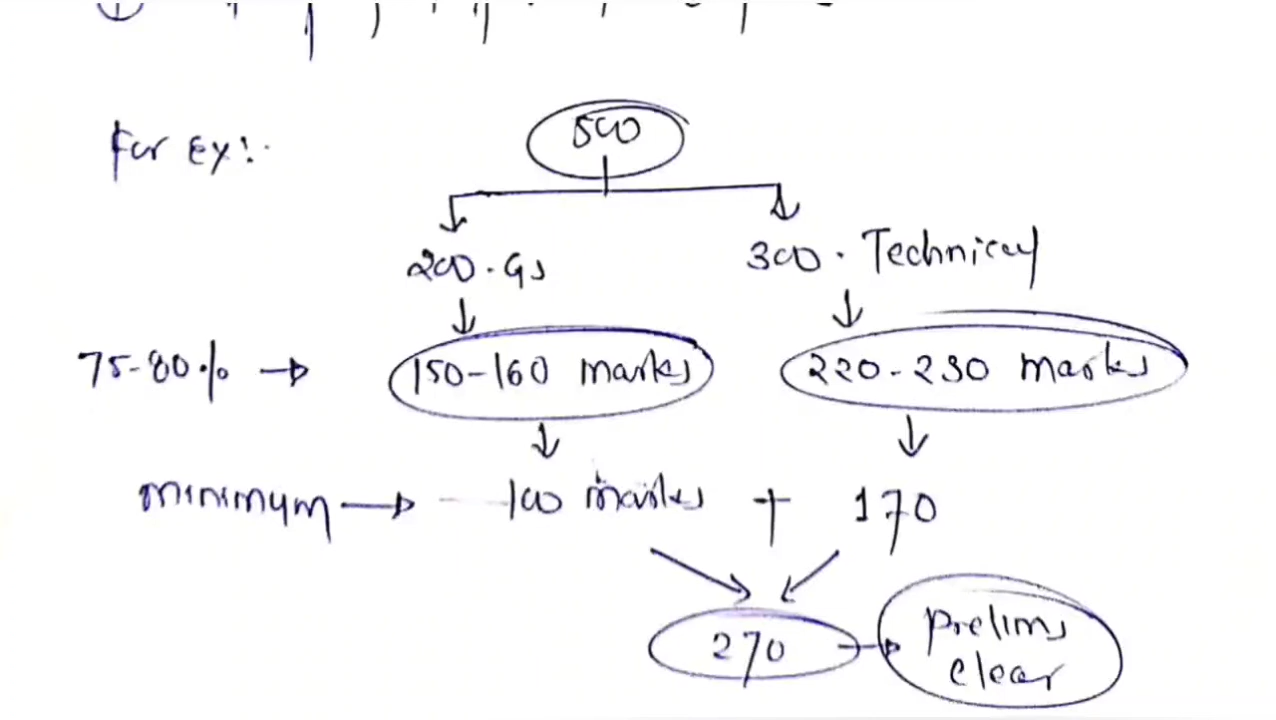 For Ex:-
500
200. GS 300. Technical
75-80% → 150-160 marks 220-230 marks
minimum → 100 marks + 170
270 → prelims
clear